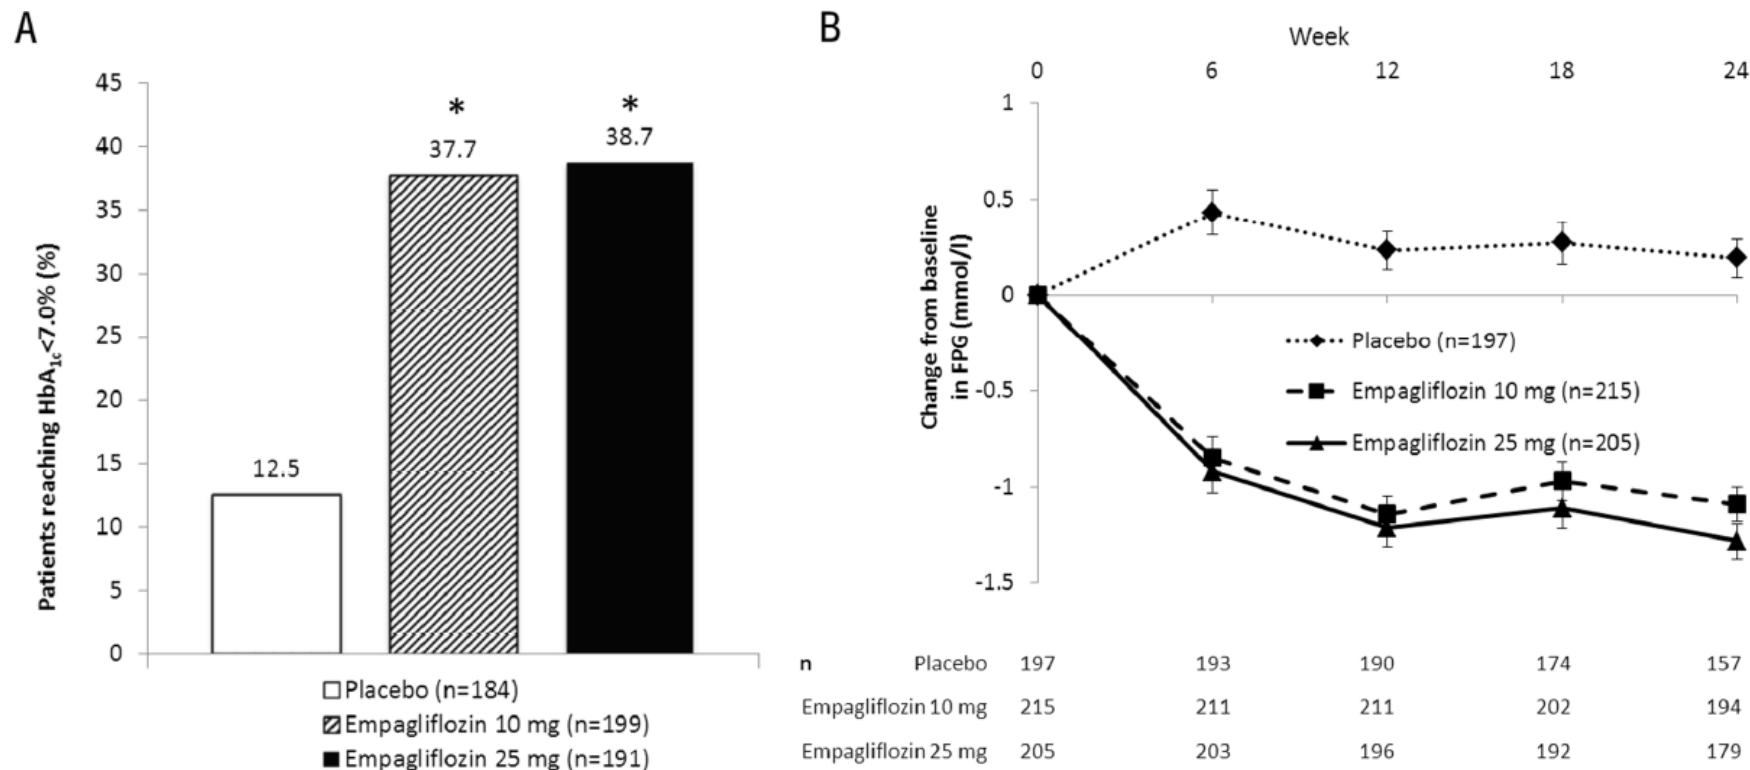 A
45
40
35
30
25
20
15
10
5
0
Patients reaching HbA1c<7.0% (%)
12.5
*
37.7
*
38.7
Placebo (n=184)
Empagliflozin 10 mg (n=199)
Empagliflozin 25 mg (n=191)
B
Week
0 6 12 18 24
1
0.5
0
-0.5
-1
-1.5
Change from baseline
in FPG (mmol/l)
Placebo (n=197)
Empagliflozin 10 mg (n=215)
Empagliflozin 25 mg (n=205)
n Placebo 197 193 190 174 157
Empagliflozin 10 mg 215 211 211 202 194
Empagliflozin 25 mg 205 203 196 192 179